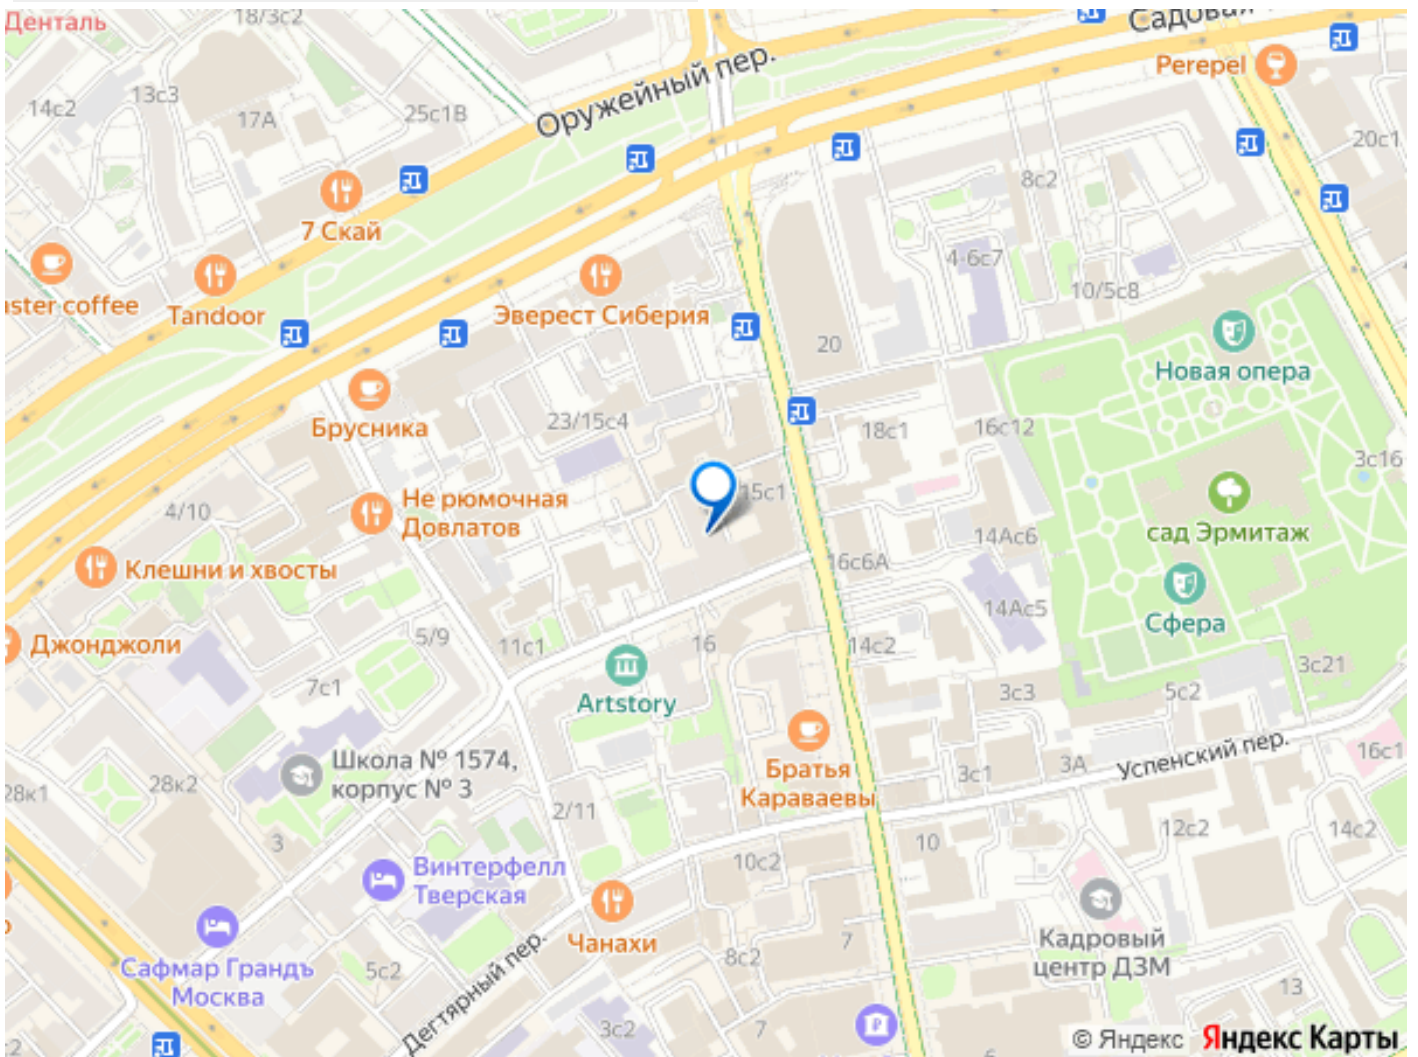 Денталь
18/3с2
Садовая
Perepel
Оружейный пер.
14с2
13с3
17А
25с1В
20с1
7 Скай
8с2
4-6с7
10/5с8
aster coffee
Tandoor
Эверест Сиберия
20
Новая опера
Брусника
23/15с4
18с1
16с12
3с16
4/10
Не рюмочная
Довлатов
15с1
сад Эрмитаж
14Ас6
Клешни и хвосты
16с6А
14Ас5
Сфера
Джонджоли
5/9
11с1
16
14с2
3с21
7с1
Artstory
3с3
5с2
Школа № 1574,
корпус № 3
28к1
28к2
Братья
Караваевы
3с1
3А
Успенский пер.
16с1
2/11
3
10с2
10
12с2
14с2
Винтерфелл
Тверская
Чанахи
7
Кадровый
центр ДЗМ
Сафмар Грандъ
Москва
5с2
Дегтярный пер.
8с2
13
3с2
7
© Яндекс Яндекс Карты